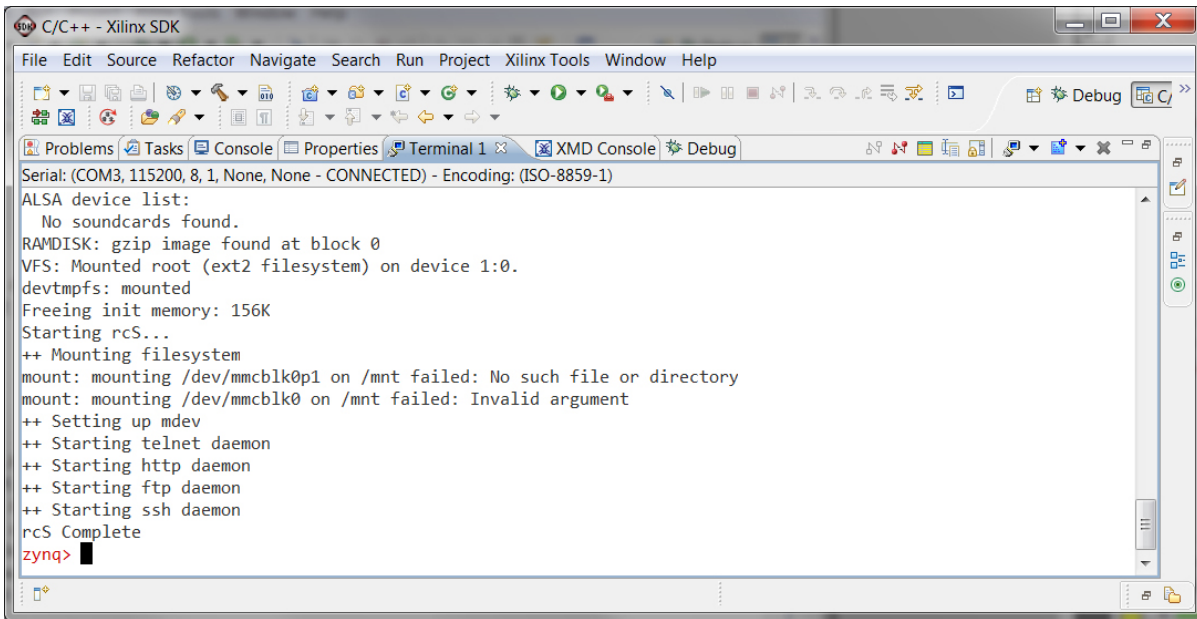 C/C++ - Xilinx SDK
File Edit Source Refactor Navigate Search Run Project Xilinx Tools Window Help
Debug C/
Problems Tasks Console Properties Terminal 1 XMD Console Debug
Serial: (COM3, 115200, 8, 1, None, None - CONNECTED) - Encoding: (ISO-8859-1)
ALSA device list:
  No soundcards found.
RAMDISK: gzip image found at block 0
VFS: Mounted root (ext2 filesystem) on device 1:0.
devtmpfs: mounted
Freeing init memory: 156K
Starting rcS...
++ Mounting filesystem
mount: mounting /dev/mmcblk0p1 on /mnt failed: No such file or directory
mount: mounting /dev/mmcblk0 on /mnt failed: Invalid argument
++ Setting up mdev
++ Starting telnet daemon
++ Starting http daemon
++ Starting ftp daemon
++ Starting ssh daemon
rcS Complete
zynq>